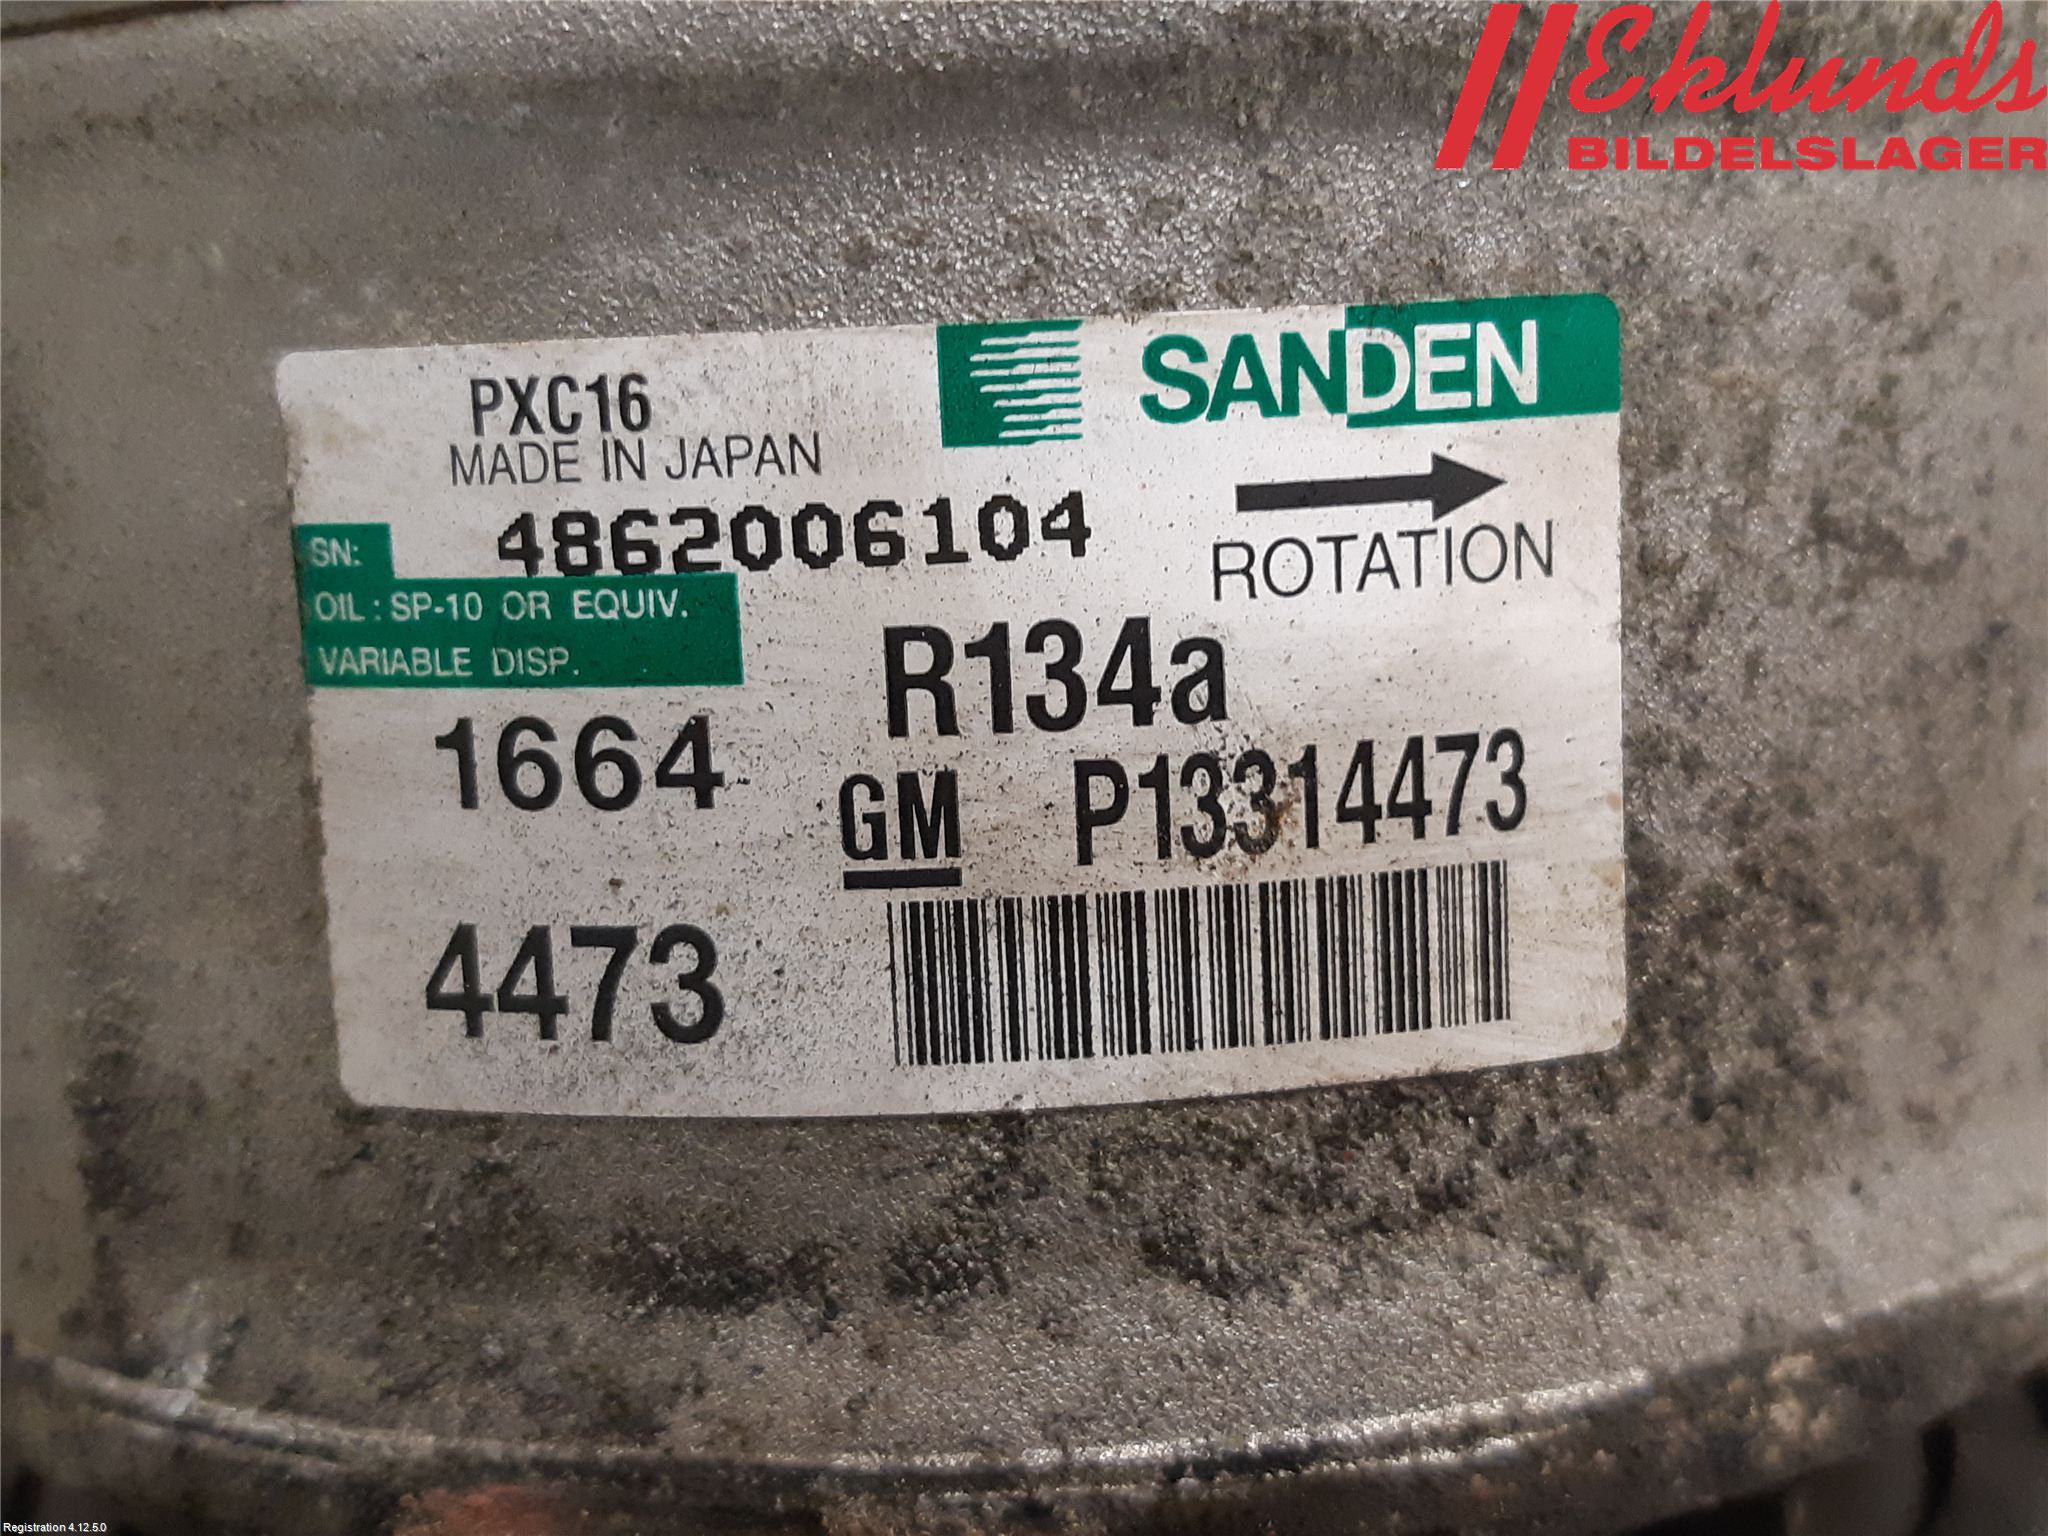 Eklunds
BILDELSLAGER
SANDEN
PXC16
MADE IN JAPAN
SN: 4862006104
ROTATION
OIL : SP-10 OR EQUIV.
VARIABLE DISP.
R134a
1664
GM P13314473
4473
Registration 4.12.5.0